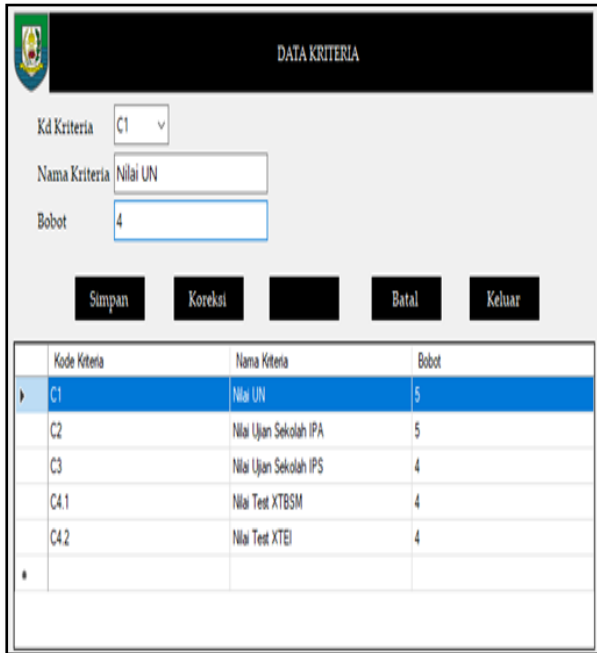 DATA KRITERIA
Kd Kriteria C1
Nama Kriteria Nilai UN
Bobot 4
Simpan Koreksi Batal Keluar
Kode Kriteria Nama Kriteria Bobot
C1 Nilai UN 5
C2 Nilai Ujian Sekolah IPA 5
C3 Nilai Ujian Sekolah IPS 4
C4.1 Nilai Test XTBSM 4
C4.2 Nilai Test XTEI 4